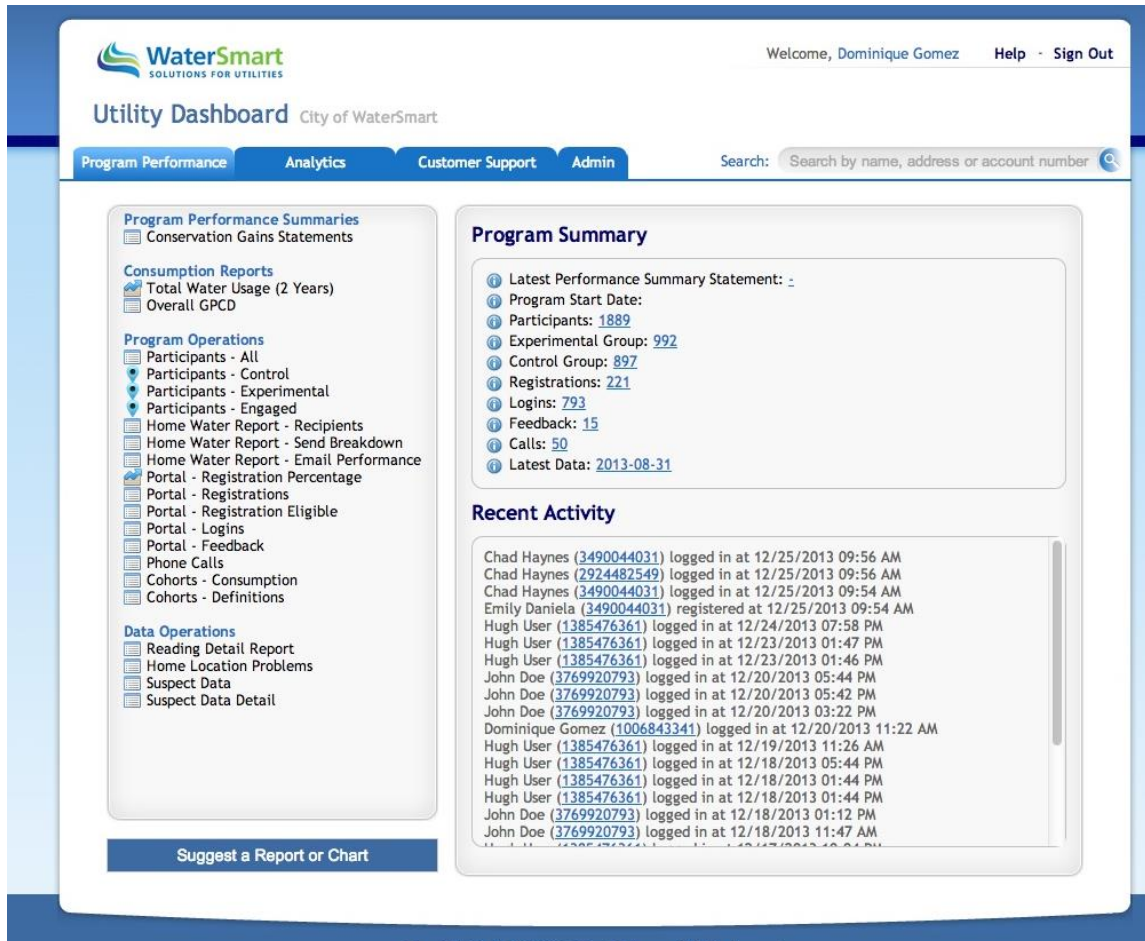 WaterSmart
SOLUTIONS FOR UTILITIES
Welcome, Dominique Gomez Help - Sign Out
Utility Dashboard City of WaterSmart
Program Performance Analytics Customer Support Admin Search: Search by name, address or account number
Program Performance Summaries
Conservation Gains Statements
Consumption Reports
Total Water Usage (2 Years)
Overall GPCD
Program Operations
Participants - All
Participants - Control
Participants - Experimental
Participants - Engaged
Home Water Report - Recipients
Home Water Report - Send Breakdown
Home Water Report - Email Performance
Portal - Registration Percentage
Portal - Registrations
Portal - Registration Eligible
Portal - Logins
Portal - Feedback
Phone Calls
Cohorts - Consumption
Cohorts - Definitions
Data Operations
Reading Detail Report
Home Location Problems
Suspect Data
Suspect Data Detail
Suggest a Report or Chart
Program Summary
Latest Performance Summary Statement: -
Program Start Date:
Participants: 1889
Experimental Group: 992
Control Group: 897
Registrations: 221
Logins: 793
Feedback: 15
Calls: 50
Latest Data: 2013-08-31
Recent Activity
Chad Haynes (3490044031) logged in at 12/25/2013 09:56 AM
Chad Haynes (2924482549) logged in at 12/25/2013 09:56 AM
Chad Haynes (3490044031) logged in at 12/25/2013 09:54 AM
Emily Daniela (3490044031) registered at 12/25/2013 09:54 AM
Hugh User (1385476361) logged in at 12/24/2013 07:58 PM
Hugh User (1385476361) logged in at 12/23/2013 01:47 PM
Hugh User (1385476361) logged in at 12/23/2013 01:46 PM
John Doe (3769920793) logged in at 12/20/2013 05:44 PM
John Doe (3769920793) logged in at 12/20/2013 05:42 PM
John Doe (3769920793) logged in at 12/20/2013 03:22 PM
Dominique Gomez (1006843341) logged in at 12/20/2013 11:22 AM
Hugh User (1385476361) logged in at 12/19/2013 11:26 AM
Hugh User (1385476361) logged in at 12/18/2013 05:44 PM
Hugh User (1385476361) logged in at 12/18/2013 01:44 PM
Hugh User (1385476361) logged in at 12/18/2013 01:44 PM
John Doe (3769920793) logged in at 12/18/2013 01:12 PM
John Doe (3769920793) logged in at 12/18/2013 11:47 AM